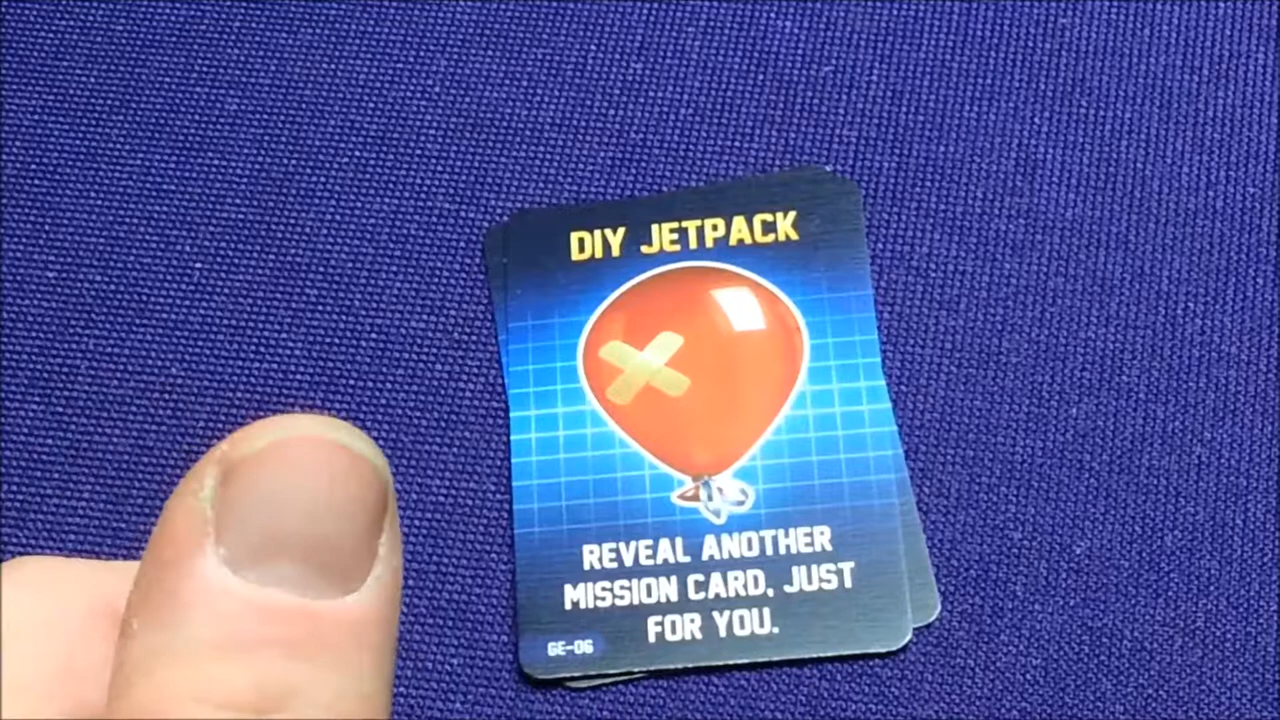 DIY JETPACK
REVEAL ANOTHER
MISSION CARD, JUST
FOR YOU.
GE-06